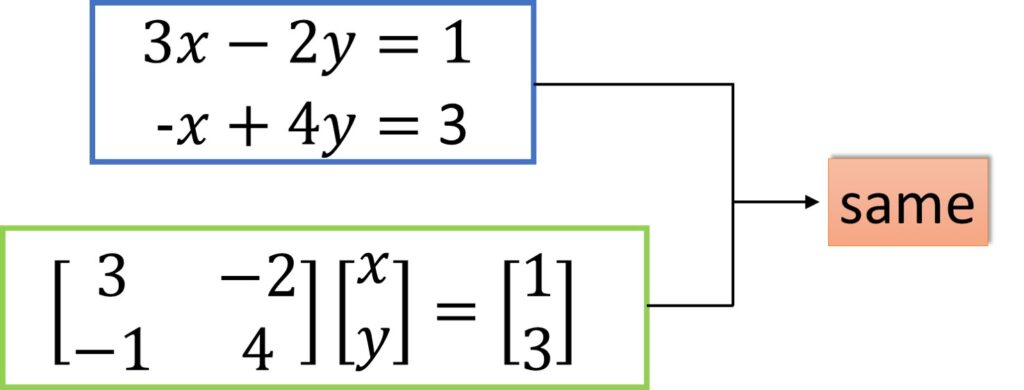 3x − 2y = 1
-x + 4y = 3
same
[3 −2] [x] = [1]
[−1 4] [y] [3]